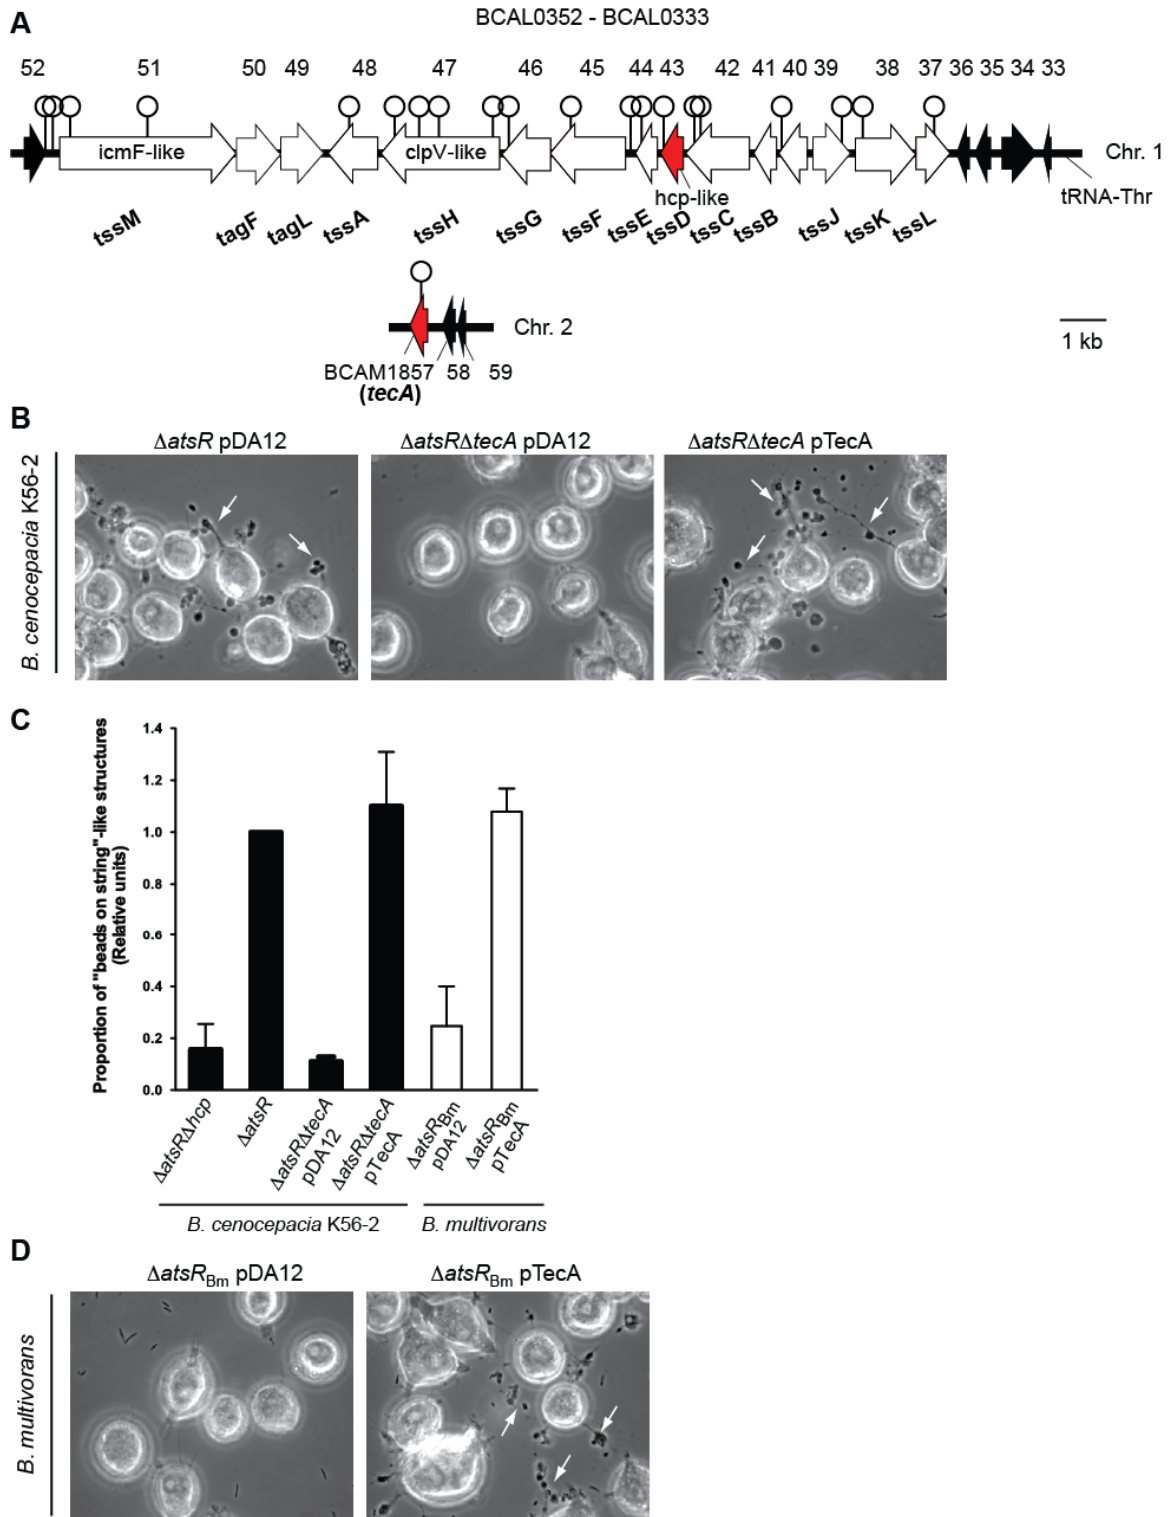 A
BCAL0352 - BCAL0333
52 51 50 49 48 47 46 45 44 43 42 41 40 39 38 37 36 35 34 33
icmF-like clpV-like Chr. 1
hcp-like tRNA-Thr
tssM tagF tagL tssA tssH tssG tssF tssE tssD tssC tssB tssJ tssK tssL
Chr. 2
1 kb
BCAM1857 58 59
(tecA)
B
ΔatsR pDA12 ΔatsRΔtecA pDA12 ΔatsRΔtecA pTecA
B. cenocepacia K56-2
C
Proportion of "beads on string"-like structures
(Relative units)
1.4
1.2
1.0
0.8
0.6
0.4
0.2
0.0
ΔatsRΔhcp
ΔatsR
ΔatsRΔtecA
pDA12
ΔatsRΔtecA
pTecA
ΔatsRBm
pDA12
ΔatsRBm
pTecA
B. cenocepacia K56-2 B. multivorans
D
ΔatsRBm pDA12 ΔatsRBm pTecA
B. multivorans